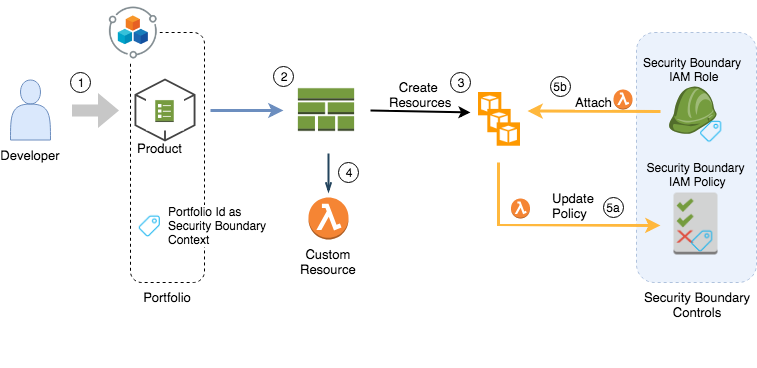 1
Developer
Product
Portfolio Id as
Security Boundary
Context
Portfolio
2
4
Custom
Resource
Create
Resources
3
5b
Attach
Update
Policy
5a
Security Boundary
IAM Role
Security Boundary
IAM Policy
Security Boundary
Controls